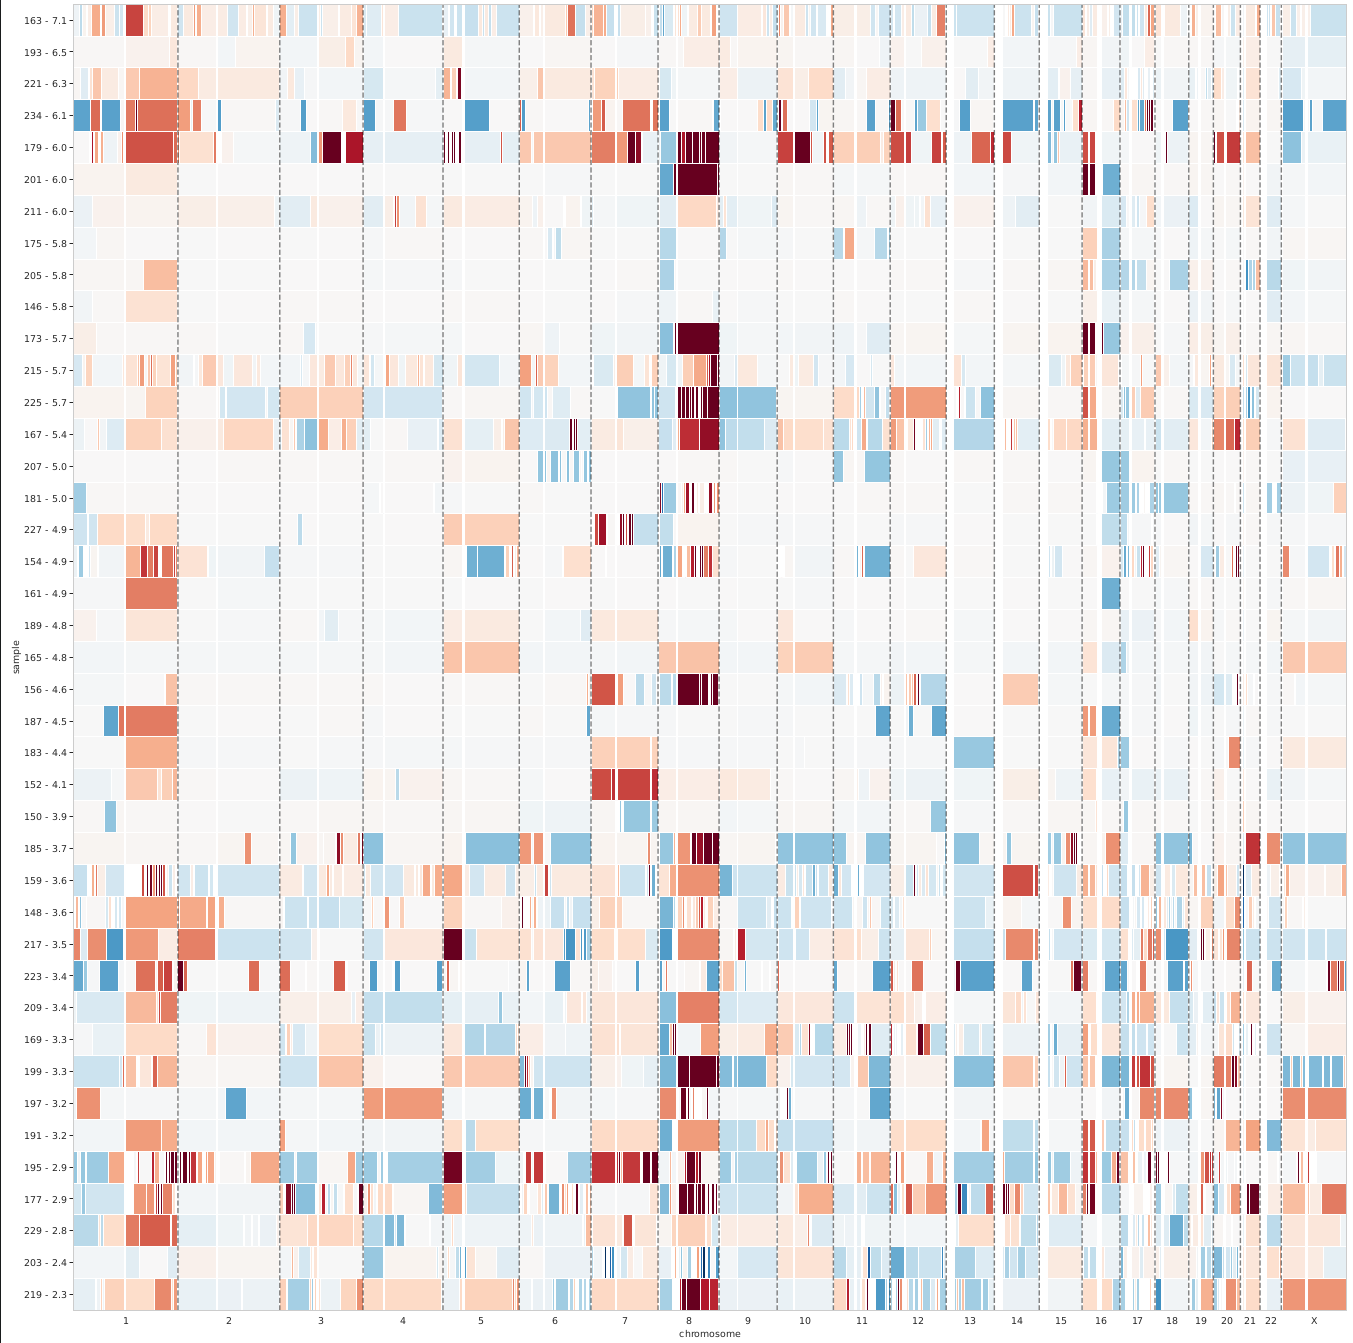 163 - 7.1
193 - 6.5
221 - 6.3
234 - 6.1
179 - 6.0
201 - 6.0
211 - 6.0
175 - 5.8
205 - 5.8
146 - 5.8
173 - 5.7
215 - 5.7
225 - 5.7
167 - 5.4
207 - 5.0
181 - 5.0
227 - 4.9
154 - 4.9
161 - 4.9
189 - 4.8
165 - 4.8
156 - 4.6
187 - 4.5
183 - 4.4
152 - 4.1
150 - 3.9
185 - 3.7
159 - 3.6
148 - 3.6
217 - 3.5
223 - 3.4
209 - 3.4
169 - 3.3
199 - 3.3
197 - 3.2
191 - 3.2
195 - 2.9
177 - 2.9
229 - 2.8
203 - 2.4
219 - 2.3
sample
1 2 3 4 5 6 7 8 9 10 11 12 13 14 15 16 17 18 19 20 21 22 X
chromosome